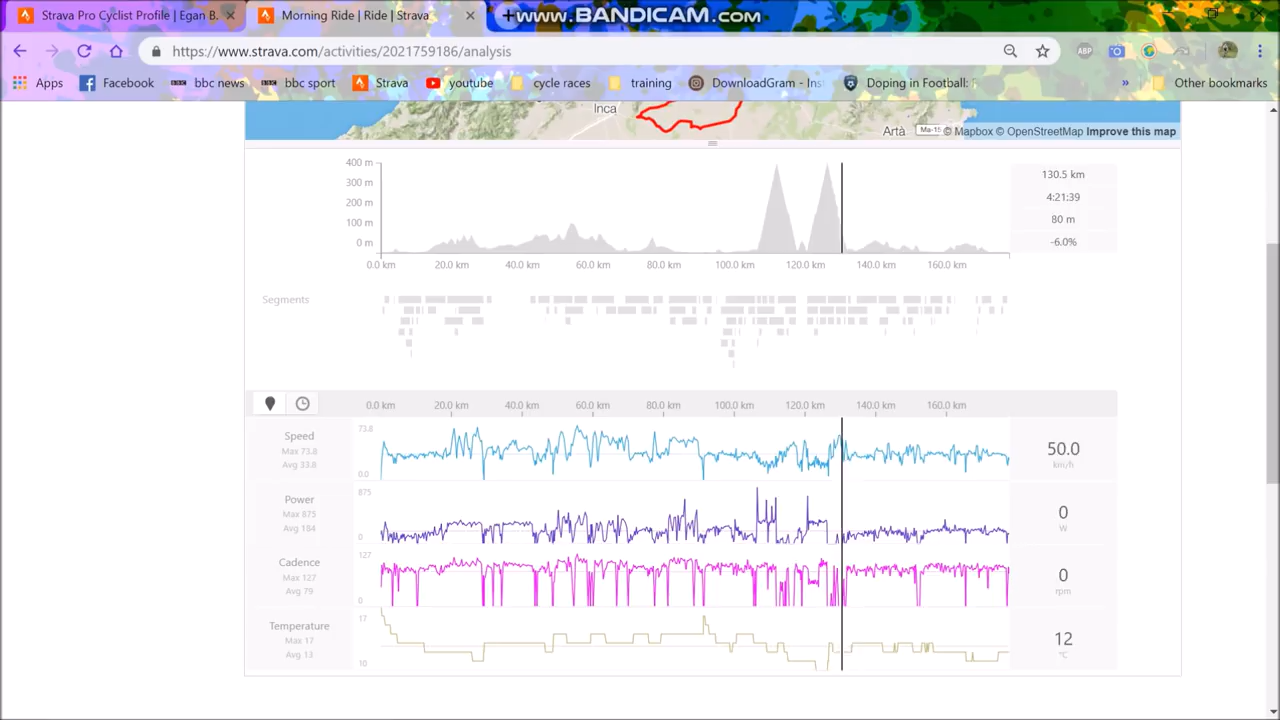 Strava Pro Cyclist Profile | Egan B.
Morning Ride | Ride | Strava
www.BANDICAM.com
https://www.strava.com/activities/2021759186/analysis
ABP
Apps Facebook bbc news bbc sport Strava youtube cycle races training DownloadGram - Ins Doping in Football: » Other bookmarks
Inca
Artà
Ma-15
© Mapbox © OpenStreetMap Improve this map
400 m
300 m
200 m
100 m
0 m
130.5 km
4:21:39
80 m
-6.0%
0.0 km 20.0 km 40.0 km 60.0 km 80.0 km 100.0 km 120.0 km 140.0 km 160.0 km
Segments
0.0 km 20.0 km 40.0 km 60.0 km 80.0 km 100.0 km 120.0 km 140.0 km 160.0 km
Speed
Max 73.8
Avg 33.8
73.8
0.0
50.0
km/h
Power
Max 875
Avg 184
875
0
0
W
Cadence
Max 127
Avg 79
127
0
0
rpm
Temperature
Max 17
Avg 13
17
10
12
°C